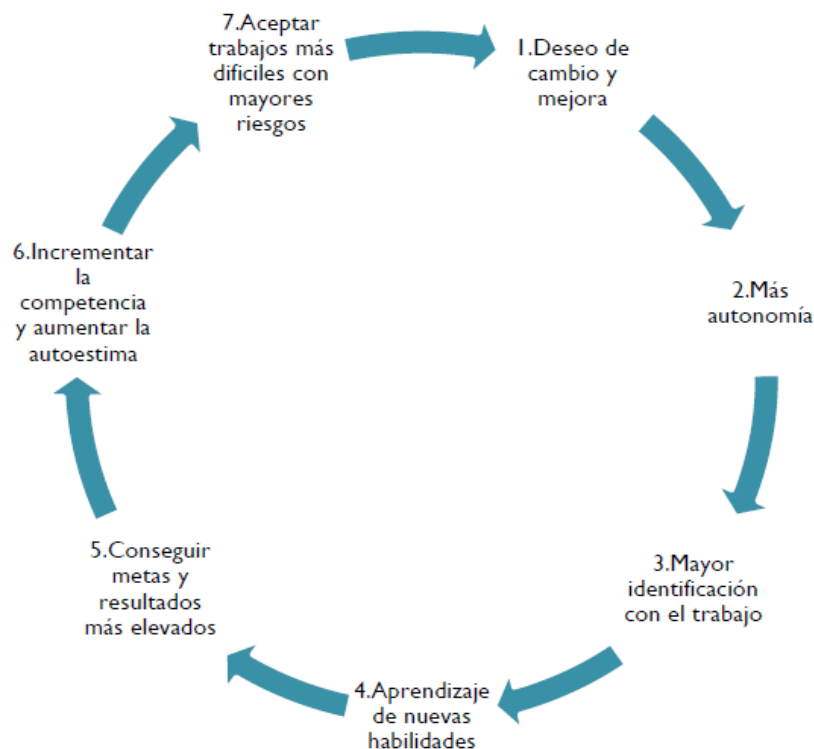 1.Deseo de
cambio y
mejora
2.Más
autonomía
3.Mayor
identificación
con el trabajo
4.Aprendizaje
de nuevas
habilidades
5.Conseguir
metas y
resultados
más elevados
6.Incrementar
la
competencia
y aumentar la
autoestima
7.Aceptar
trabajos más
dificiles con
mayores
riesgos